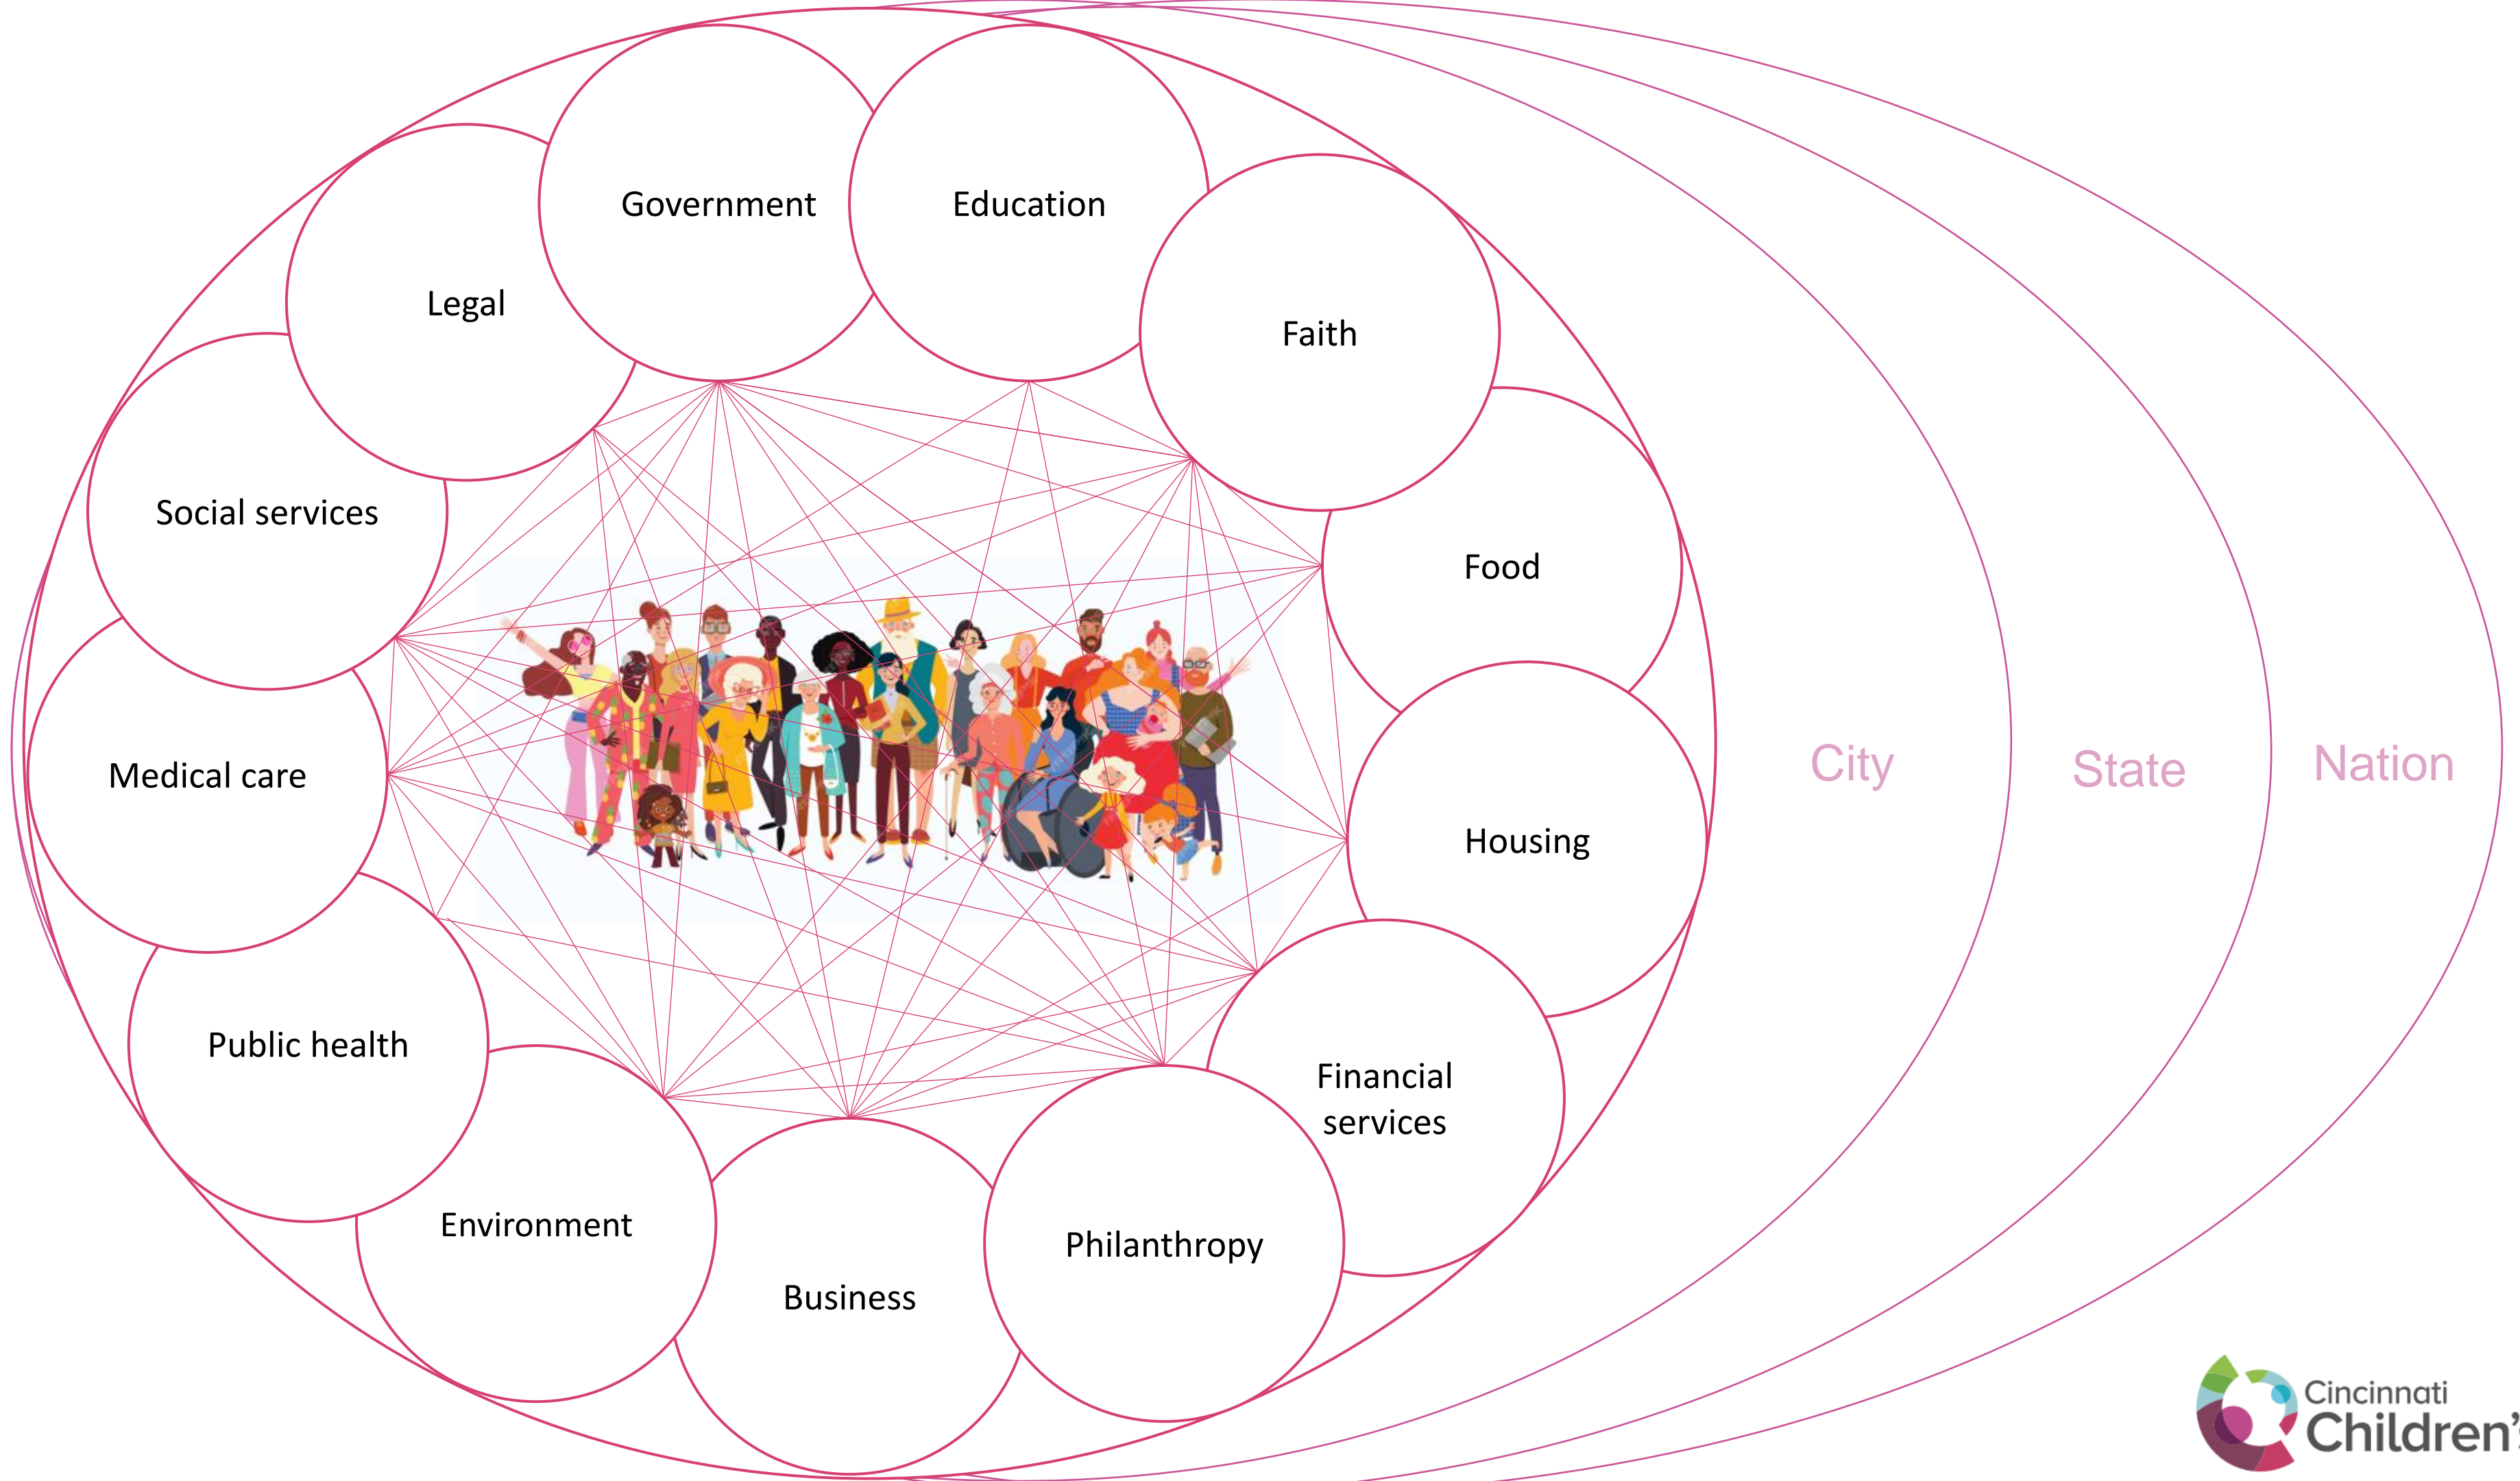 Government
Education
Legal
Faith
Social services
Food
Medical care
City
State
Nation
Housing
Public health
Financial
services
Environment
Philanthropy
Business
Cincinnati
Children's